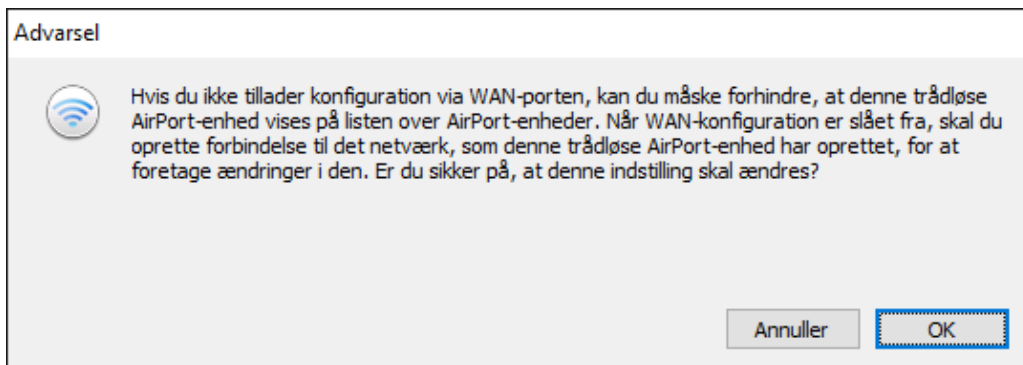 Advarsel
Hvis du ikke tillader konfiguration via WAN-porten, kan du måske forhindre, at denne trådløse
AirPort-enhed vises på listen over AirPort-enheder. Når WAN-konfiguration er slået fra, skal du
oprette forbindelse til det netværk, som denne trådløse AirPort-enhed har oprettet, for at
foretage ændringer i den. Er du sikker på, at denne indstilling skal ændres?
Annuller
OK